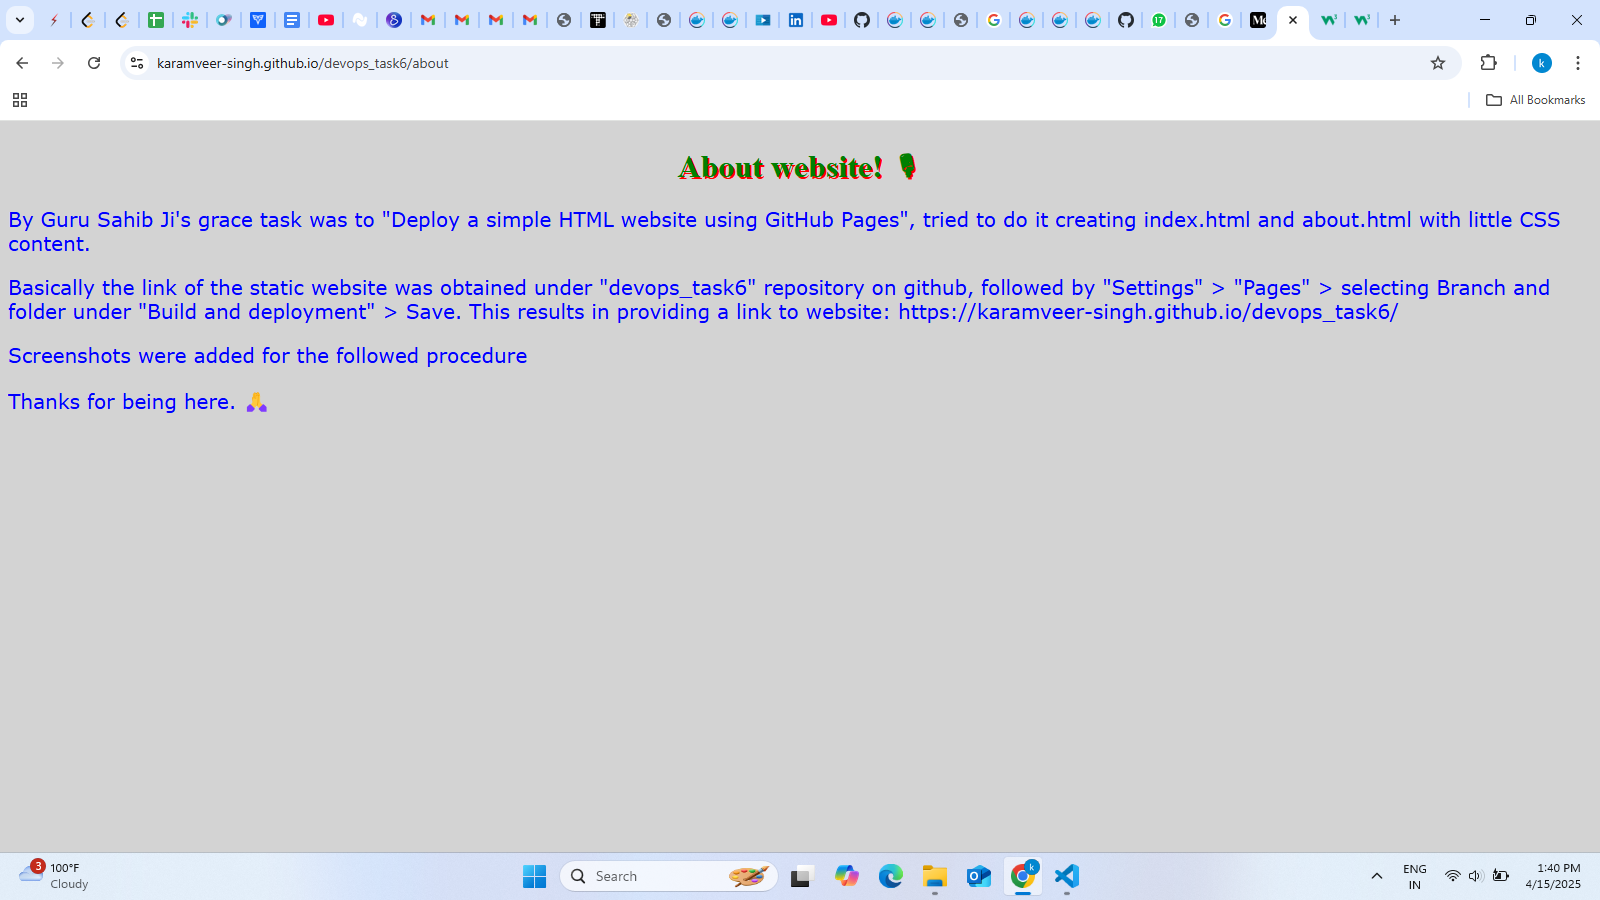 17
Me
karamveer-singh.github.io/devops_task6/about
k
All Bookmarks
About website! 🎙
By Guru Sahib Ji's grace task was to "Deploy a simple HTML website using GitHub Pages", tried to do it creating index.html and about.html with little CSS
content.
Basically the link of the static website was obtained under "devops_task6" repository on github, followed by "Settings" > "Pages" > selecting Branch and
folder under "Build and deployment" > Save. This results in providing a link to website: https://karamveer-singh.github.io/devops_task6/
Screenshots were added for the followed procedure
Thanks for being here. 🙏
3
100°F
Cloudy
Search
k
ENG
IN
1:40 PM
4/15/2025